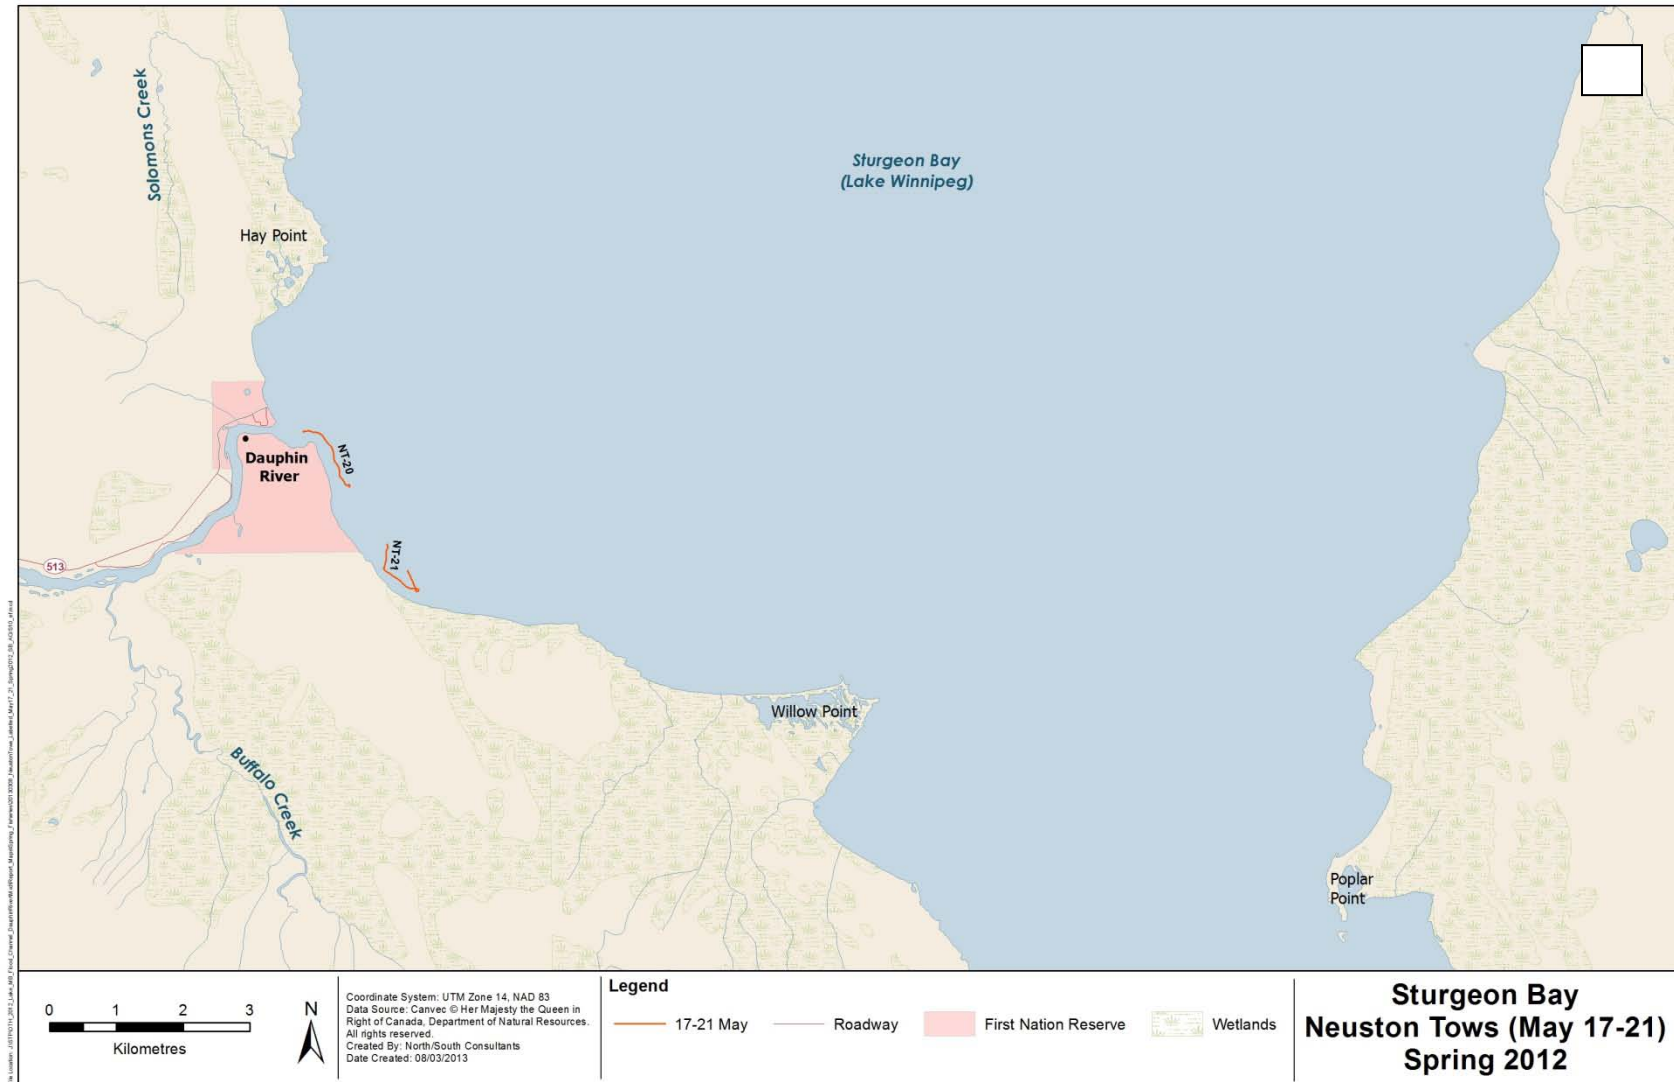 Solomons Creek
Sturgeon Bay
(Lake Winnipeg)
Hay Point
NT-20
Dauphin
River
NT-21
513
Willow Point
Buffalo Creek
Poplar
Point
0 1 2 3
Kilometres
N
Coordinate System: UTM Zone 14, NAD 83
Data Source: Canvec © Her Majesty the Queen in
Right of Canada, Department of Natural Resources.
All rights reserved.
Created By: North/South Consultants
Date Created: 08/03/2013
Legend
17-21 May
Roadway
First Nation Reserve
Wetlands
Sturgeon Bay
Neuston Tows (May 17-21)
Spring 2012